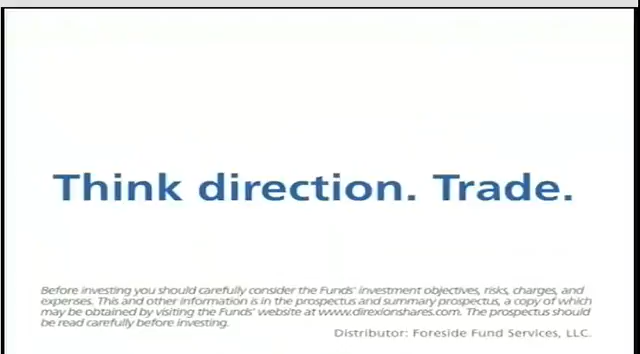 Think direction. Trade.
Before investing you should carefully consider the Funds' investment objectives, risks, charges, and
expenses. This and other information is in the prospectus and summary prospectus, a copy of which
may be obtained by visiting the Funds' website at www.direxionshares.com. The prospectus should
be read carefully before investing.
Distributor: Foreside Fund Services, LLC.